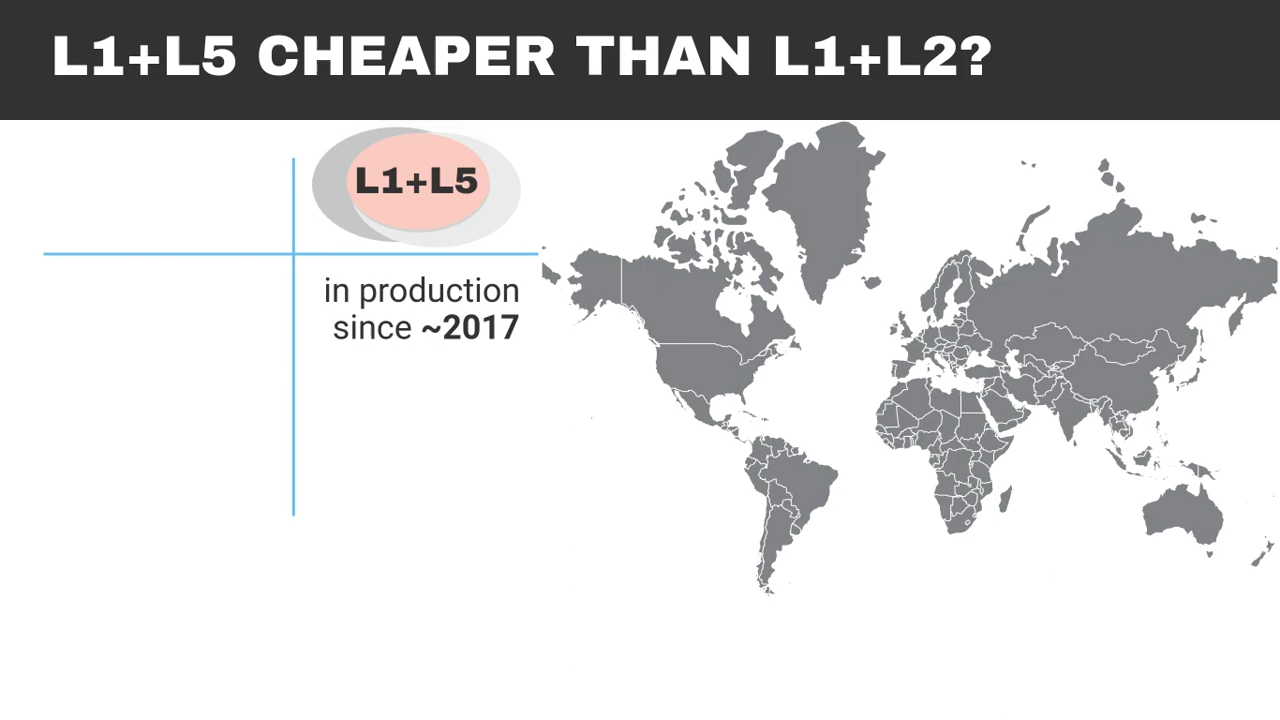 L1+L5 CHEAPER THAN L1+L2?
L1+L5
in production
since ~2017